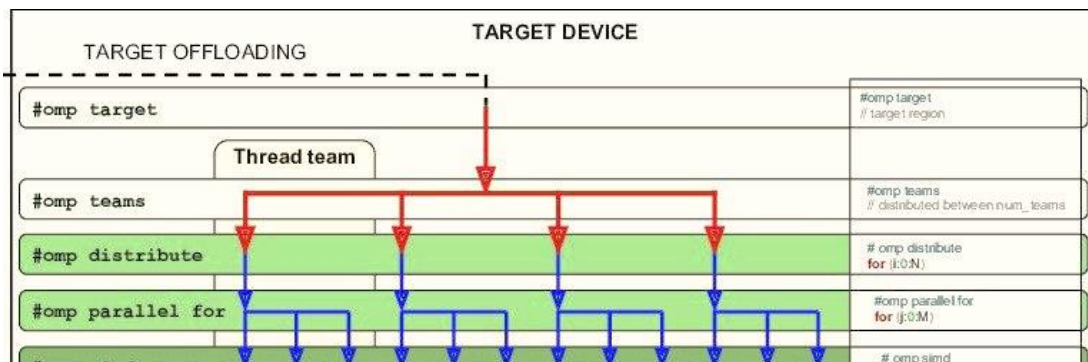 TARGET DEVICE
TARGET OFFLOADING
#omp target
#omp target
// target region
Thread team
#omp teams
#omp teams
// distributed between num_teams
#omp distribute
# omp distribute
for (i:0:N)
#omp parallel for
#omp parallel for
for (j:0:M)
# omp simd